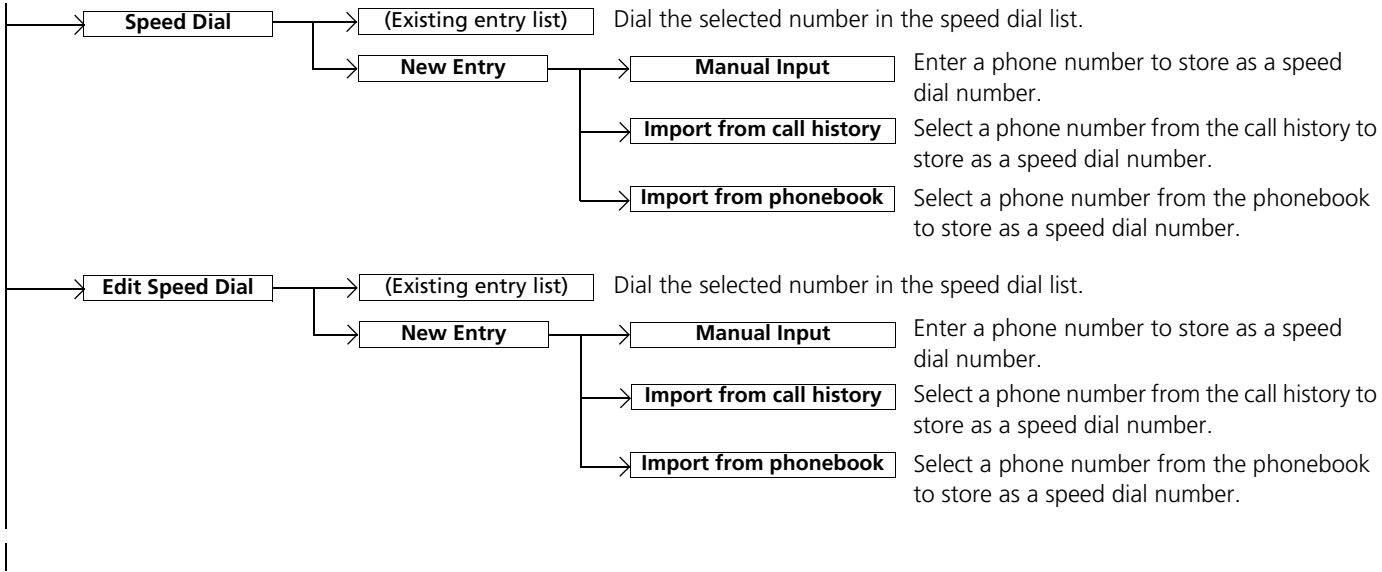 Speed Dial
(Existing entry list)
Dial the selected number in the speed dial list.
New Entry
Manual Input
Enter a phone number to store as a speed
dial number.
Import from call history
Select a phone number from the call history to
store as a speed dial number.
Import from phonebook
Select a phone number from the phonebook
to store as a speed dial number.
Edit Speed Dial
(Existing entry list)
Dial the selected number in the speed dial list.
New Entry
Manual Input
Enter a phone number to store as a speed
dial number.
Import from call history
Select a phone number from the call history to
store as a speed dial number.
Import from phonebook
Select a phone number from the phonebook
to store as a speed dial number.